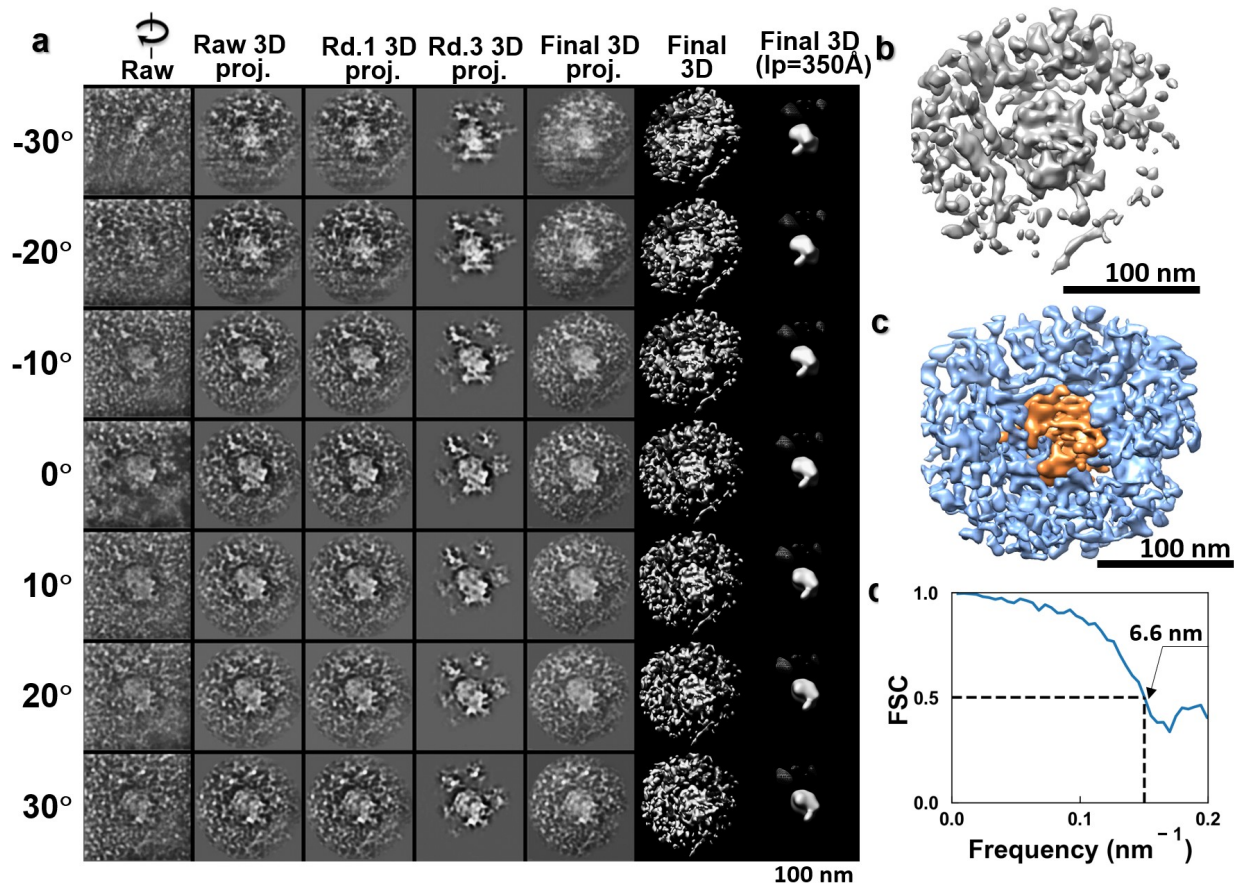 a
Raw
Raw 3D
proj.
Rd.1 3D
proj.
Rd.3 3D
proj.
Final 3D
proj.
Final
3D
Final 3D
(lp=350Å)
-30°
-20°
-10°
0°
10°
20°
30°
100 nm
b
100 nm
c
100 nm
1.0
0.5
0.0
FSC
6.6 nm
0.0
0.1
0.2
Frequency (nm⁻¹)